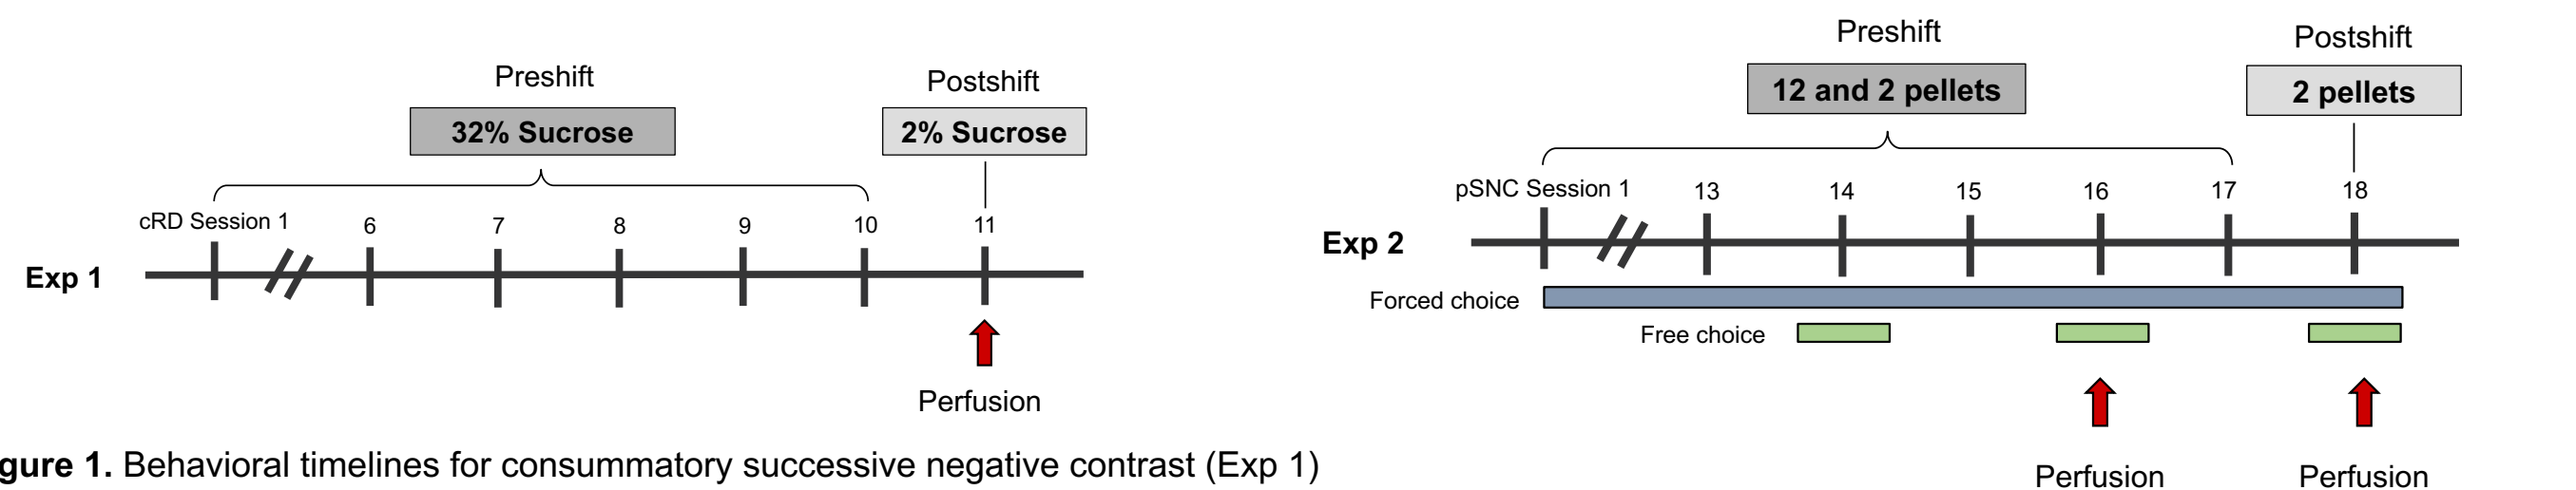 Preshift
32% Sucrose
Postshift
2% Sucrose
cRD Session 1 6 7 8 9 10 11
Exp 1
Perfusion
gure 1. Behavioral timelines for consummatory successive negative contrast (Exp 1)
Preshift
12 and 2 pellets
Postshift
2 pellets
pSNC Session 1 13 14 15 16 17 18
Exp 2
Forced choice
Free choice
Perfusion Perfusion